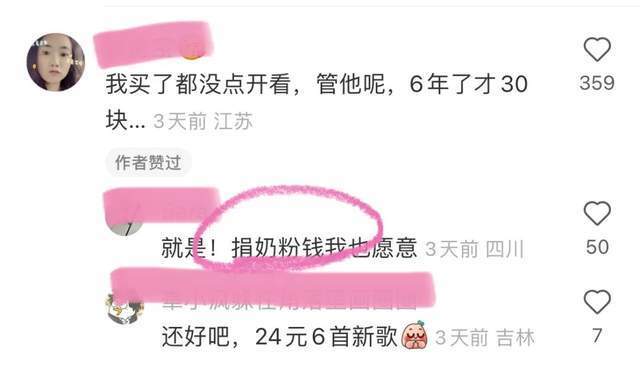 我买了都没点开看，管他呢，6年了才30
块... 3天前 江苏
359
作者赞过
就是！捐奶粉钱我也愿意 3天前 四川
50
还好吧，24元6首新歌 3天前 吉林
7